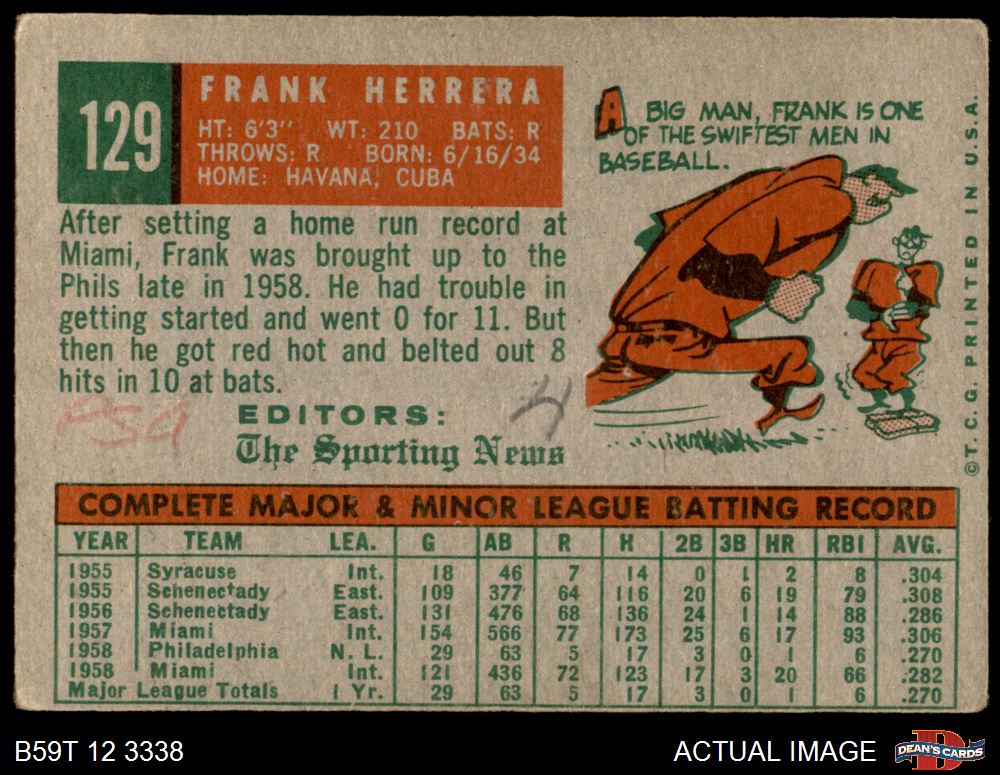 129
FRANK HERRERA
HT: 6'3" WT: 210 BATS: R
THROWS: R BORN: 6/16/34
HOME: HAVANA, CUBA
A BIG MAN, FRANK IS ONE
OF THE SWIFTEST MEN IN
BASEBALL.
After setting a home run record at
Miami, Frank was brought up to the
Phils late in 1958. He had trouble in
getting started and went 0 for 11. But
then he got red hot and belted out 8
hits in 10 at bats.
4
EDITORS:
The Sporting News
© T. C. G. PRINTED IN U.S.A.
COMPLETE MAJOR & MINOR LEAGUE BATTING RECORD
YEAR TEAM LEA. G AB R H 2B 3B HR RBI AVG.
1955 Syracuse Int. 18 46 7 14 0 1 2 8 .304
1955 Schenectady East. 109 377 64 116 20 6 19 79 .308
1956 Schenectady East. 131 476 68 136 24 1 14 88 .286
1957 Miami Int. 154 566 77 173 25 6 17 93 .306
1958 Philadelphia N. L. 29 63 5 17 3 0 1 6 .270
1958 Miami Int. 121 436 72 123 17 3 20 66 .282
Major League Totals 1 Yr. 29 63 5 17 3 0 1 6 .270
B59T 12 3338
ACTUAL IMAGE
D
DEAN'S CARDS